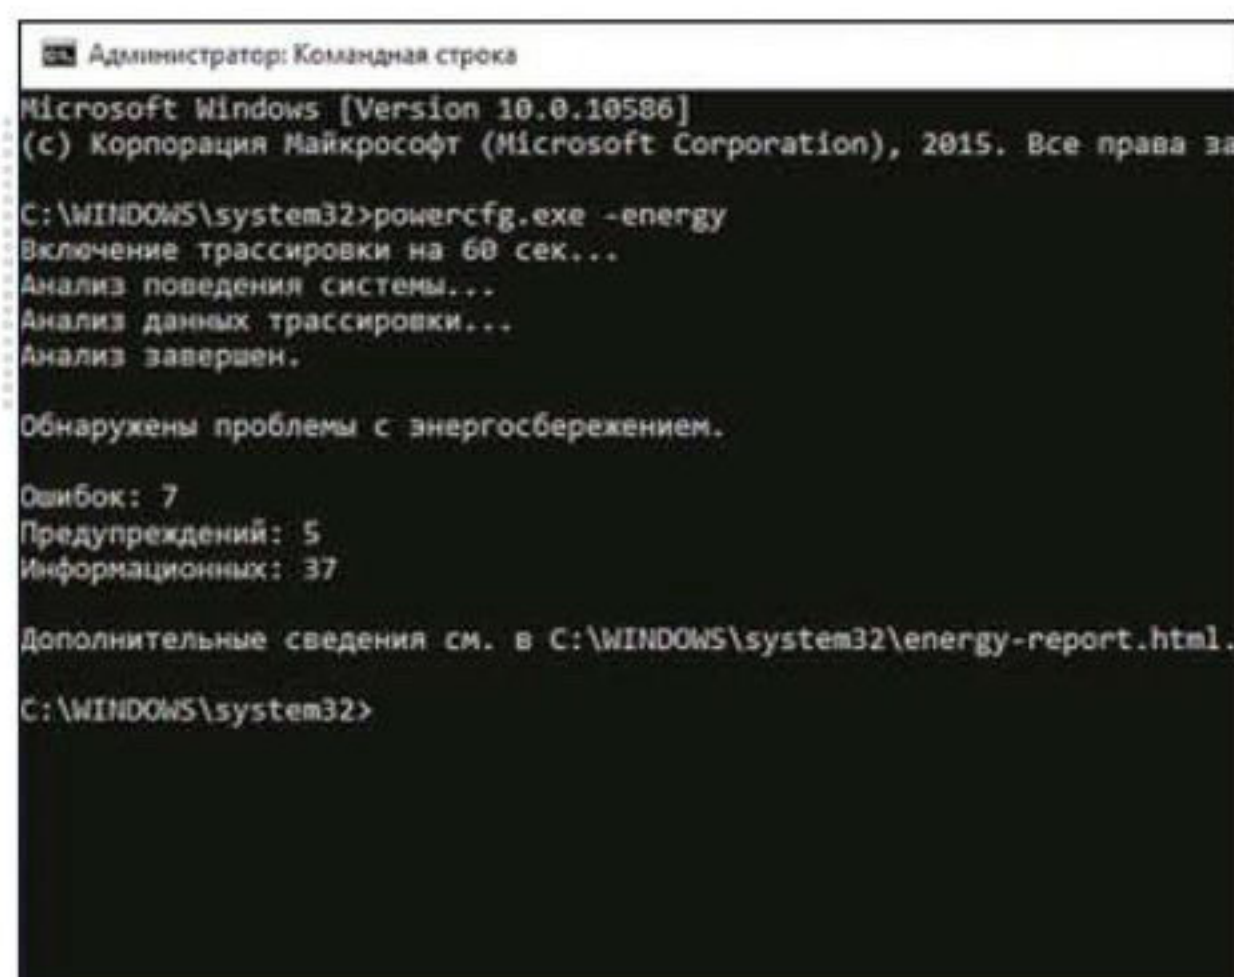 Администратор: Командная строка
Microsoft Windows [Version 10.0.10586]
(c) Корпорация Майкрософт (Microsoft Corporation), 2015. Все права за
C:\WINDOWS\system32>powercfg.exe -energy
Включение трассировки на 60 сек...
Анализ поведения системы...
Анализ данных трассировки...
Анализ завершен.
Обнаружены проблемы с энергосбережением.
Ошибок: 7
Предупреждений: 5
Информационных: 37
Дополнительные сведения см. в C:\WINDOWS\system32\energy-report.html.
C:\WINDOWS\system32>